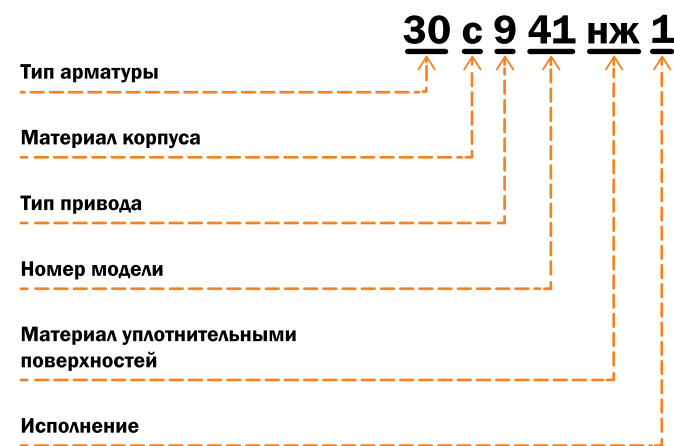 30 с 9 41 нж 1
Тип арматуры
Материал корпуса
Тип привода
Номер модели
Материал уплотнительными
поверхностей
Исполнение